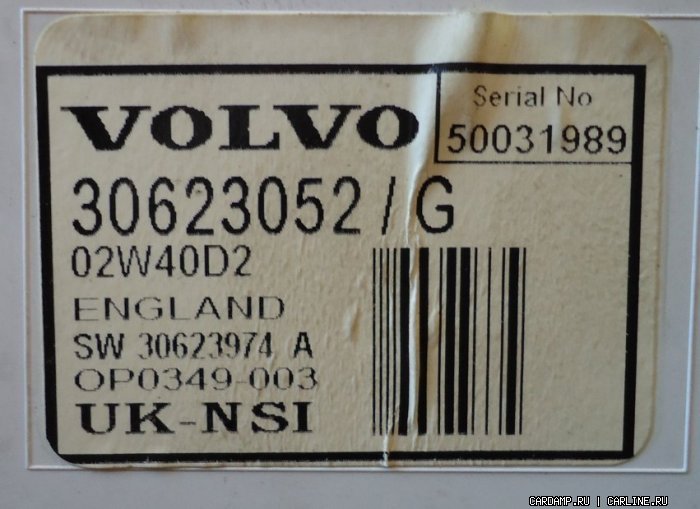 VOLVO
Serial No
50031989
30623052 / G
02W40D2
ENGLAND
SW 30623974 A
OP0349-003
UK-NSI
CARDAMP.RU | CARLINE.RU